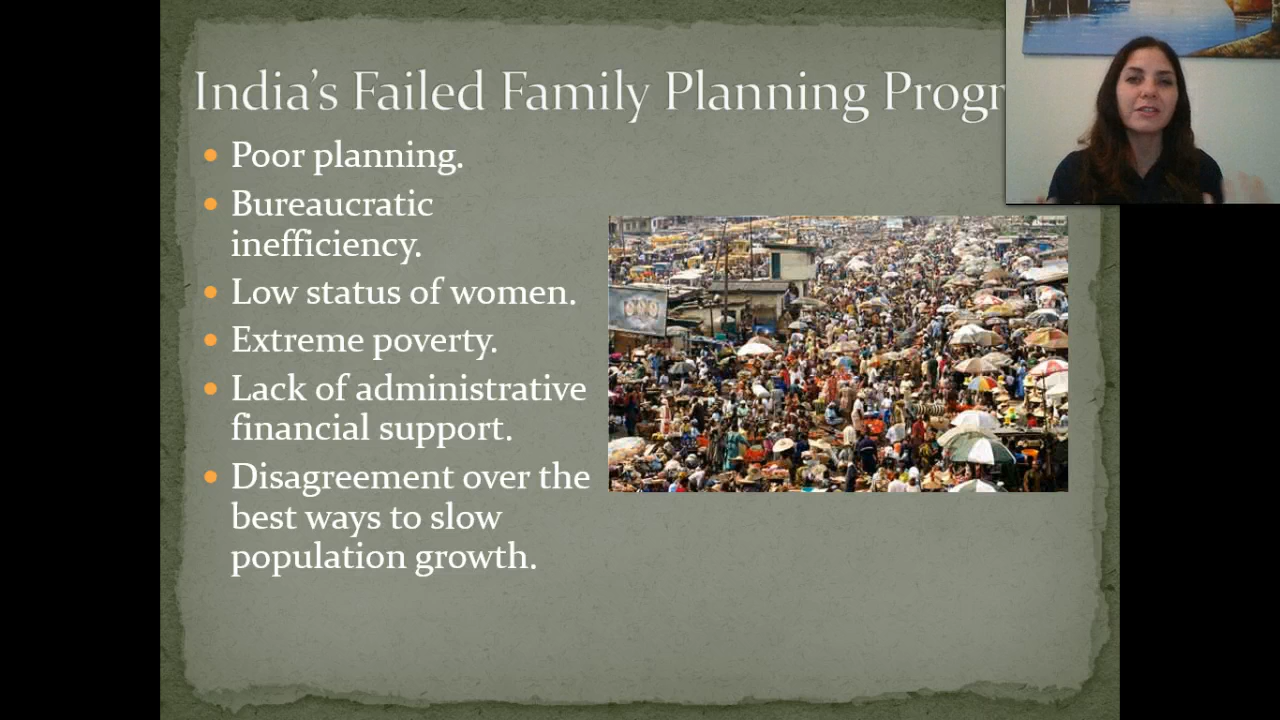 India's Failed Family Planning Progr
• Poor planning.
• Bureaucratic
inefficiency.
• Low status of women.
• Extreme poverty.
• Lack of administrative
financial support.
• Disagreement over the
best ways to slow
population growth.